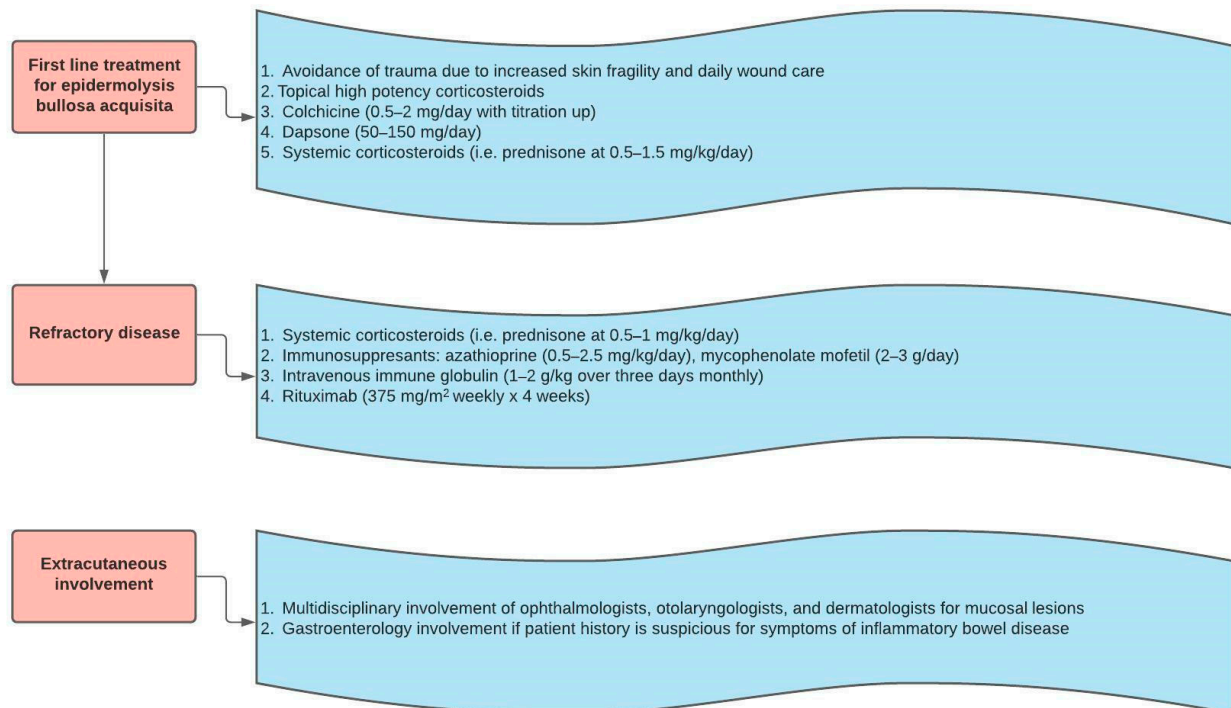 First line treatment
for epidermolysis
bullosa acquisita
1. Avoidance of trauma due to increased skin fragility and daily wound care
2. Topical high potency corticosteroids
3. Colchicine (0.5–2 mg/day with titration up)
4. Dapsone (50–150 mg/day)
5. Systemic corticosteroids (i.e. prednisone at 0.5–1.5 mg/kg/day)
Refractory disease
1. Systemic corticosteroids (i.e. prednisone at 0.5–1 mg/kg/day)
2. Immunosuppresants: azathioprine (0.5–2.5 mg/kg/day), mycophenolate mofetil (2–3 g/day)
3. Intravenous immune globulin (1–2 g/kg over three days monthly)
4. Rituximab (375 mg/m² weekly x 4 weeks)
Extracutaneous
involvement
1. Multidisciplinary involvement of ophthalmologists, otolaryngologists, and dermatologists for mucosal lesions
2. Gastroenterology involvement if patient history is suspicious for symptoms of inflammatory bowel disease